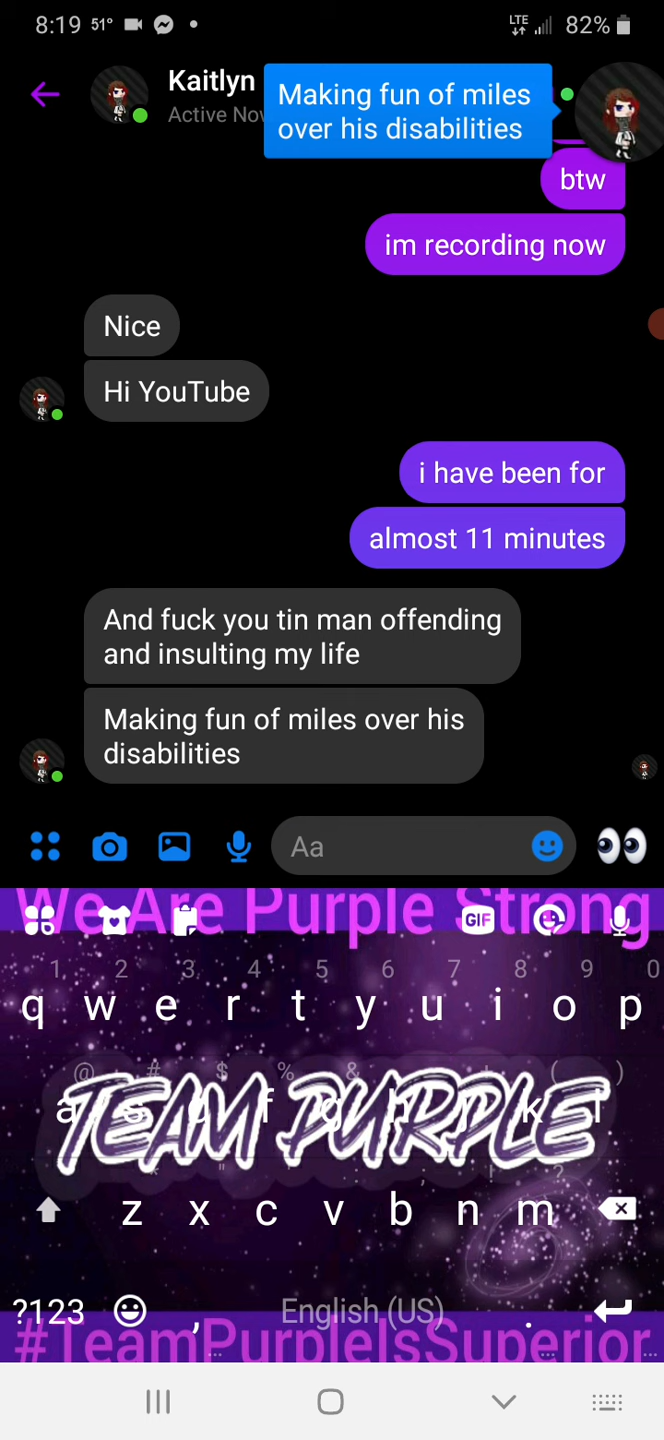 8:19 51° LTE 82%
Kaitlyn
Active Nov
Making fun of miles
over his disabilities
btw
im recording now
Nice
Hi YouTube
i have been for
almost 11 minutes
And fuck you tin man offending
and insulting my life
Making fun of miles over his
disabilities
Aa
We Are Purple Strong
GIF
1 2 3 4 5 6 7 8 9 0
q w e r t y u i o p
@ # $ % & + ( )
a s d f g h j k l
TEAM PURPLE
z x c v b n m
?123 , English (US) .
#TeamPurpleIsSuperior